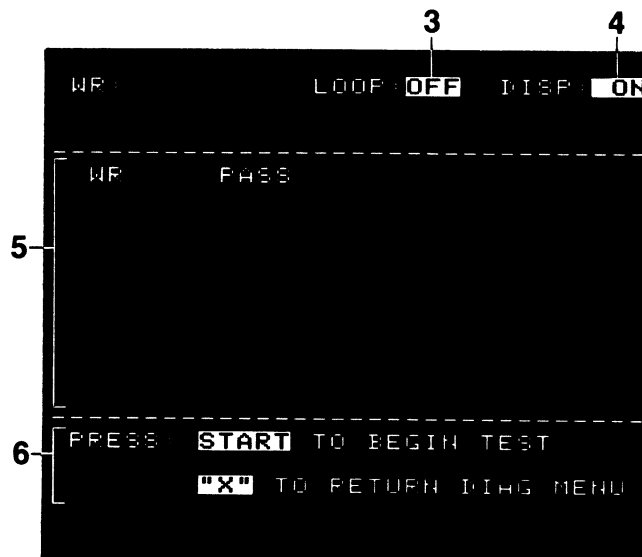 3 4
WR: LOOP: OFF DISP: ON
WR PASS
5
PRESS: START TO BEGIN TEST
6
"X" TO RETURN DIAG MENU